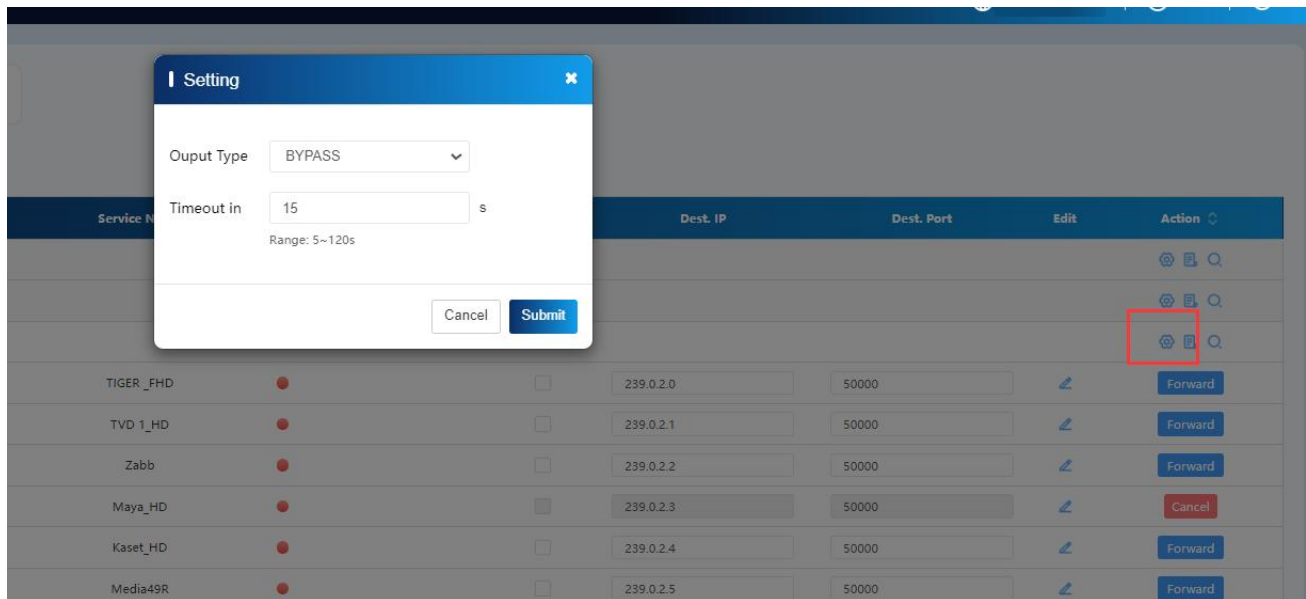 Setting
Ouput Type BYPASS
Timeout in 15 s
Range: 5~120s
Cancel Submit
Service N Dest. IP Dest. Port Edit Action
TIGER _FHD 239.0.2.0 50000 Forward
TVD 1_HD 239.0.2.1 50000 Forward
Zabb 239.0.2.2 50000 Forward
Maya_HD 239.0.2.3 50000 Cancel
Kaset_HD 239.0.2.4 50000 Forward
Media49R 239.0.2.5 50000 Forward